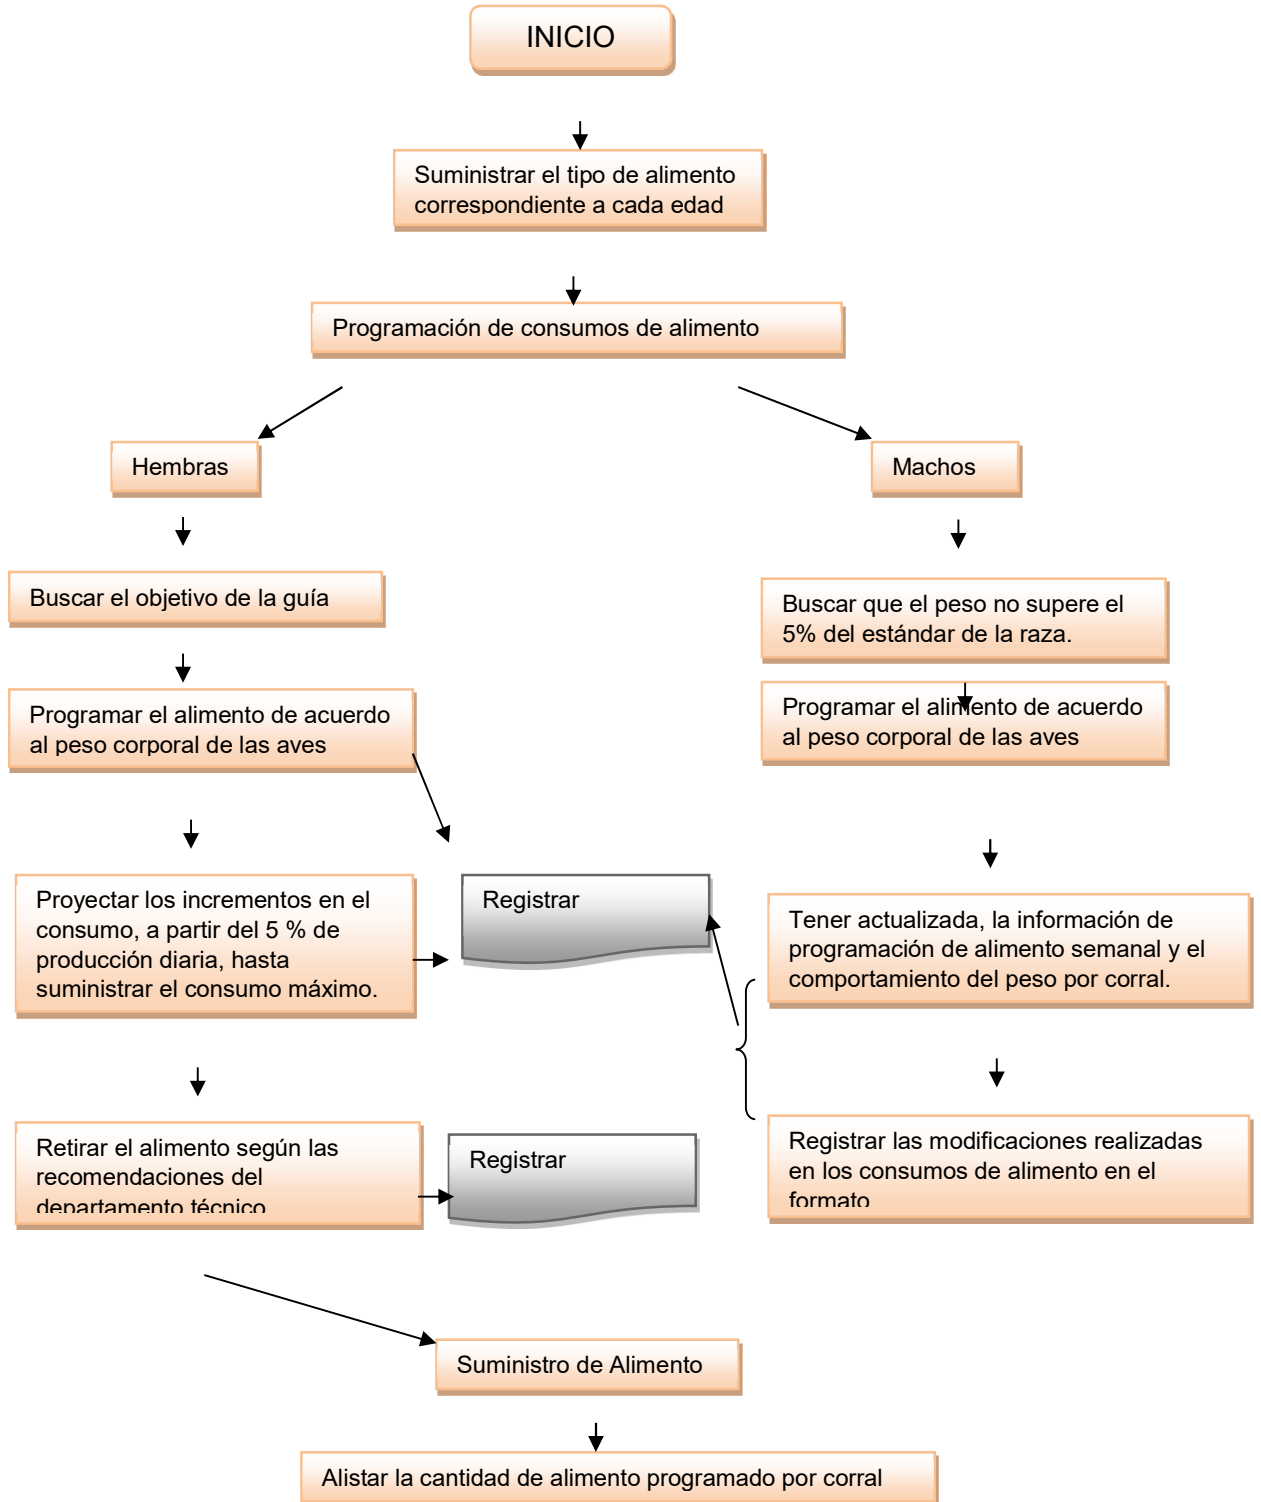 INICIO
Suministrar el tipo de alimento
correspondiente a cada edad
Programación de consumos de alimento
Hembras
Machos
Buscar el objetivo de la guía
Buscar que el peso no supere el
5% del estándar de la raza.
Programar el alimento de acuerdo
al peso corporal de las aves
Programar el alimento de acuerdo
al peso corporal de las aves
Proyectar los incrementos en el
consumo, a partir del 5 % de
producción diaria, hasta
suministrar el consumo máximo.
Registrar
Tener actualizada, la información de
programación de alimento semanal y el
comportamiento del peso por corral.
Retirar el alimento según las
recomendaciones del
departamento técnico
Registrar
Registrar las modificaciones realizadas
en los consumos de alimento en el
formato
Suministro de Alimento
Alistar la cantidad de alimento programado por corral